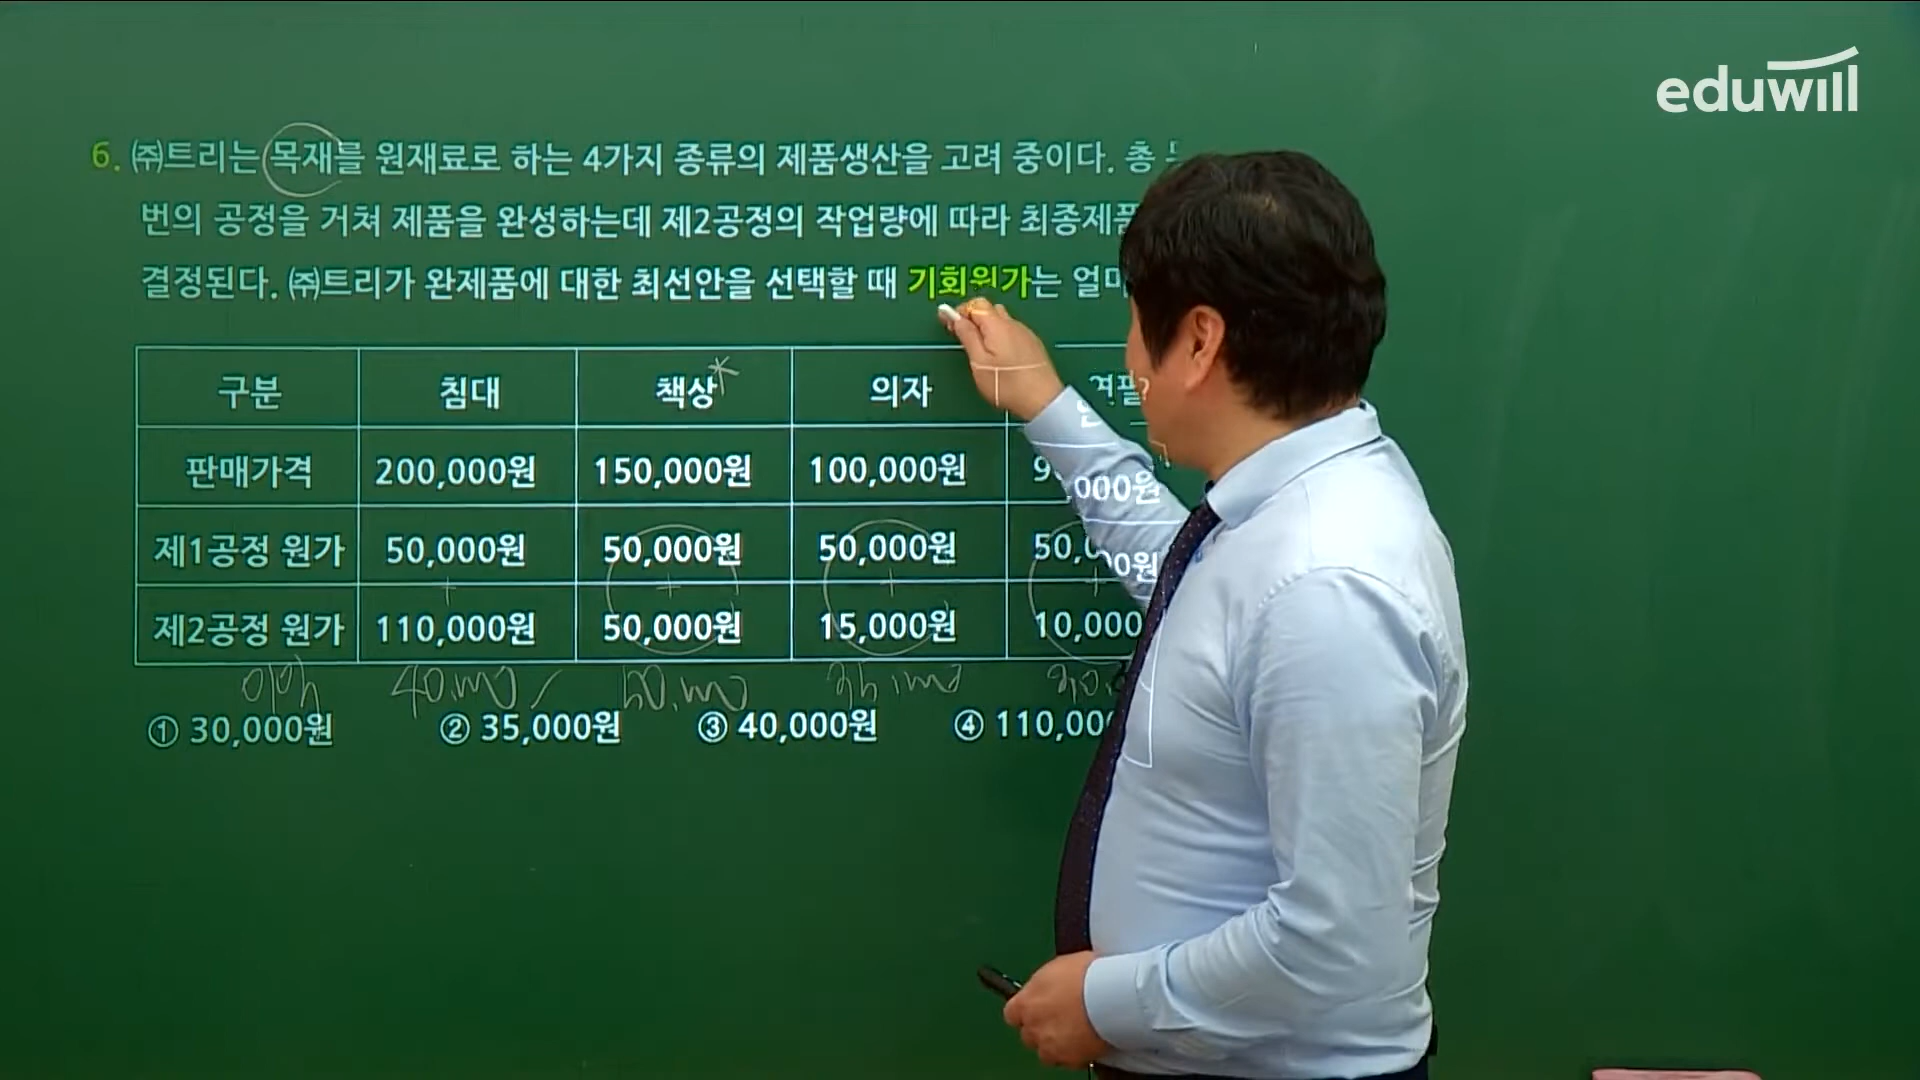 eduwill
6. ㈜트리는 목재를 원재료로 하는 4가지 종류의 제품생산을 고려 중이다. 총
번의 공정을 거쳐 제품을 완성하는데 제2공정의 작업량에 따라 최종제품
결정된다. ㈜트리가 완제품에 대한 최선안을 선택할 때 기회원가는
구분 침대 책상* 의자
판매가격 200,000원 150,000원 100,000원
제1공정 원가 50,000원 50,000원 50,000원
제2공정 원가 110,000원 50,000원 15,000원 10,000
이익 40,000 50,000 35,000
① 30,000원 ② 35,000원 ③ 40,000원 ④ 110,00